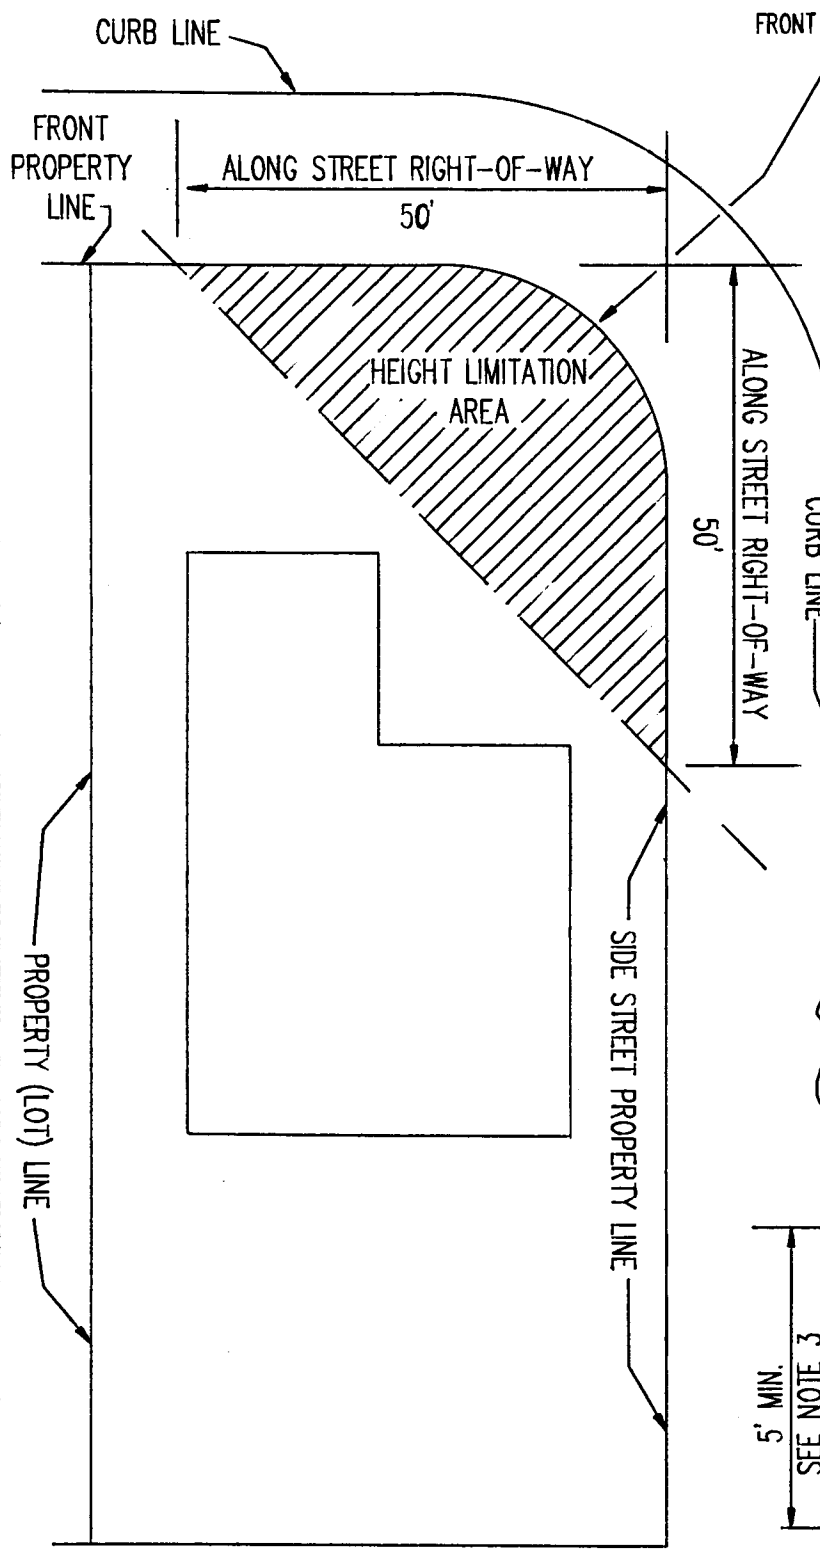 CURB LINE
FRONT
FRONT
PROPERTY
LINE
ALONG STREET RIGHT-OF-WAY
50'
HEIGHT LIMITATION
AREA
ALONG STREET RIGHT-OF-WAY
50'
CURB LINE
SIDE STREET PROPERTY LINE
PROPERTY (LOT) LINE
5' MIN.
SEE NOTE 3